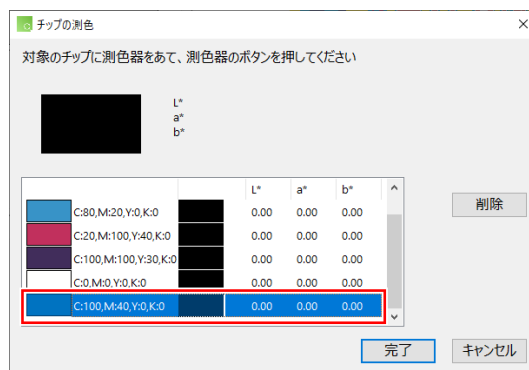 チップの測色
対象のチップに測色器をあて、測色器のボタンを押してください
L*
a*
b*
L* a* b*
C:80,M:20,Y:0,K:0 0.00 0.00 0.00
C:20,M:100,Y:40,K:0 0.00 0.00 0.00
C:100,M:100,Y:30,K:0 0.00 0.00 0.00
C:0,M:0,Y:0,K:0 0.00 0.00 0.00
C:100,M:40,Y:0,K:0 0.00 0.00 0.00
削除
完了 キャンセル